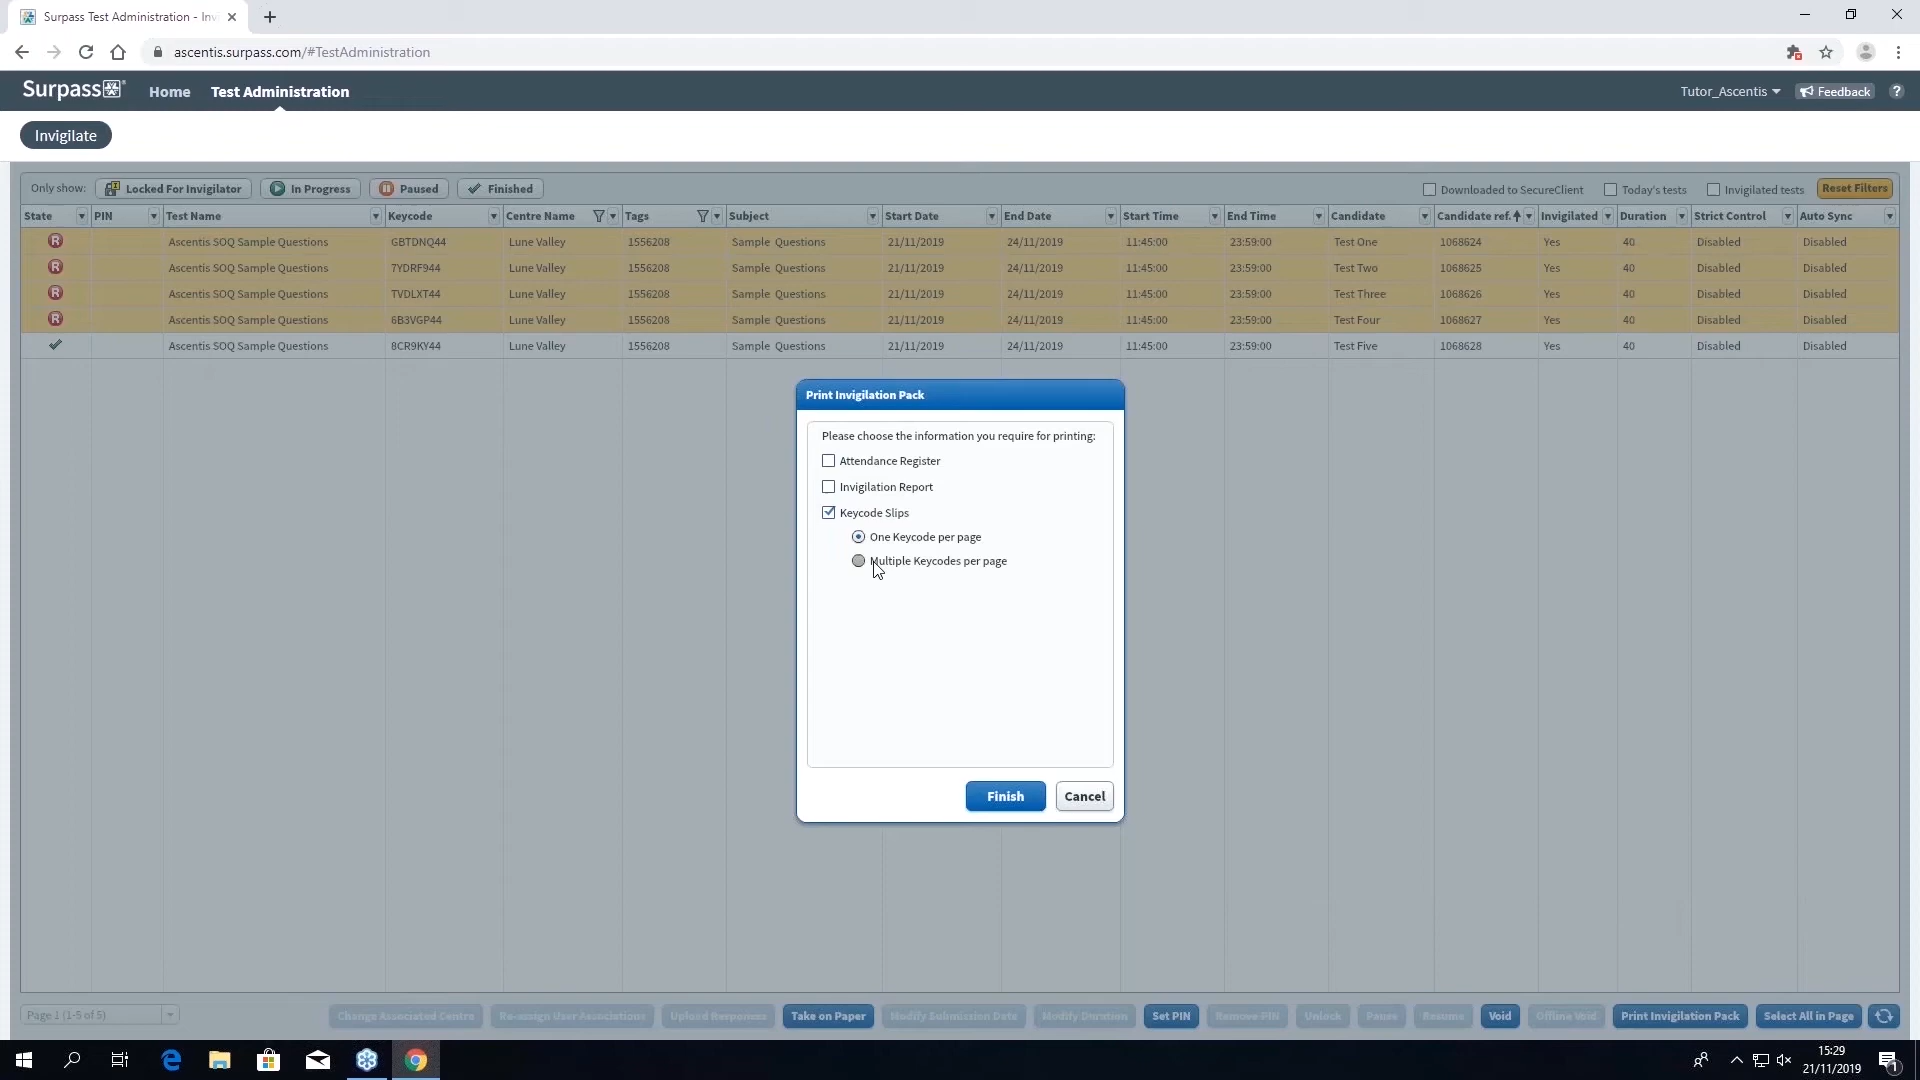 Surpass Test Administration - Inv
ascentis.surpass.com/#TestAdministration
Surpass Home Test Administration Tutor_Ascentis Feedback ?
Invigilate
Only show: Locked For Invigilator In Progress Paused Finished Downloaded to SecureClient Today's tests Invigilated tests Reset Filters
State PIN Test Name Keycode Centre Name Tags Subject Start Date End Date Start Time End Time Candidate Candidate ref. Invigilated Duration Strict Control Auto Sync
R Ascentis SOQ Sample Questions GBTDNQ44 Lune Valley 1556208 Sample Questions 21/11/2019 24/11/2019 11:45:00 23:59:00 Test One 1068624 Yes 40 Disabled Disabled
R Ascentis SOQ Sample Questions 7YDRF944 Lune Valley 1556208 Sample Questions 21/11/2019 24/11/2019 11:45:00 23:59:00 Test Two 1068625 Yes 40 Disabled Disabled
R Ascentis SOQ Sample Questions TVDLXT44 Lune Valley 1556208 Sample Questions 21/11/2019 24/11/2019 11:45:00 23:59:00 Test Three 1068626 Yes 40 Disabled Disabled
R Ascentis SOQ Sample Questions 6B3VGP44 Lune Valley 1556208 Sample Questions 21/11/2019 24/11/2019 11:45:00 23:59:00 Test Four 1068627 Yes 40 Disabled Disabled
Ascentis SOQ Sample Questions 8CR9KY44 Lune Valley 1556208 Sample Questions 21/11/2019 24/11/2019 11:45:00 23:59:00 Test Five 1068628 Yes 40 Disabled Disabled
Print Invigilation Pack
Please choose the information you require for printing:
Attendance Register
Invigilation Report
Keycode Slips
One Keycode per page
Multiple Keycodes per page
Finish Cancel
Page 1 (1-5 of 5) Change Associated Centre Re-assign User Associations Upload Responses Take on Paper Modify Submission Date Modify Duration Set PIN Remove PIN Unlock Pause Resume Void Offline Void Print Invigilation Pack Select All in Page
15:29
21/11/2019
1